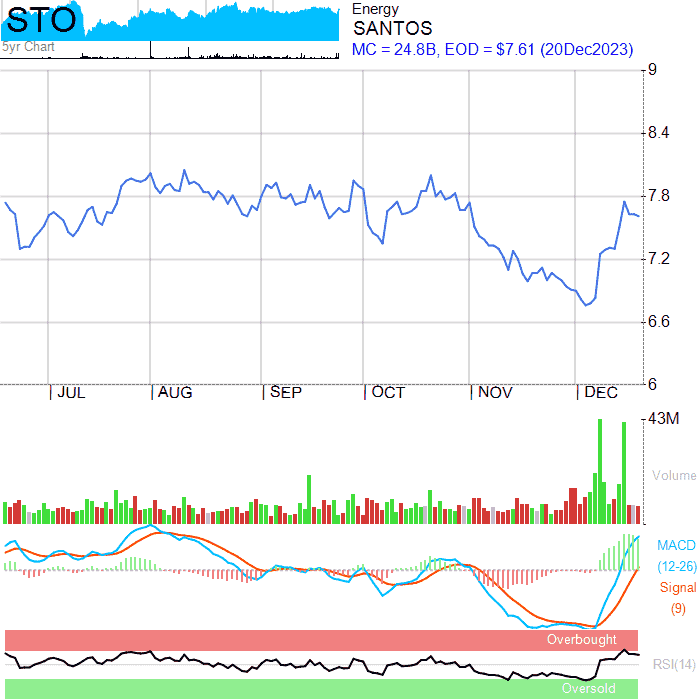 STO
5yr Chart
Energy
SANTOS
MC = 24.8B, EOD = $7.61 (20Dec2023)
9
8.4
7.8
7.2
6.6
6
JUL AUG SEP OCT NOV DEC
43M
Volume
MACD
(12-26)
Signal
(9)
Overbought
RSI(14)
Oversold